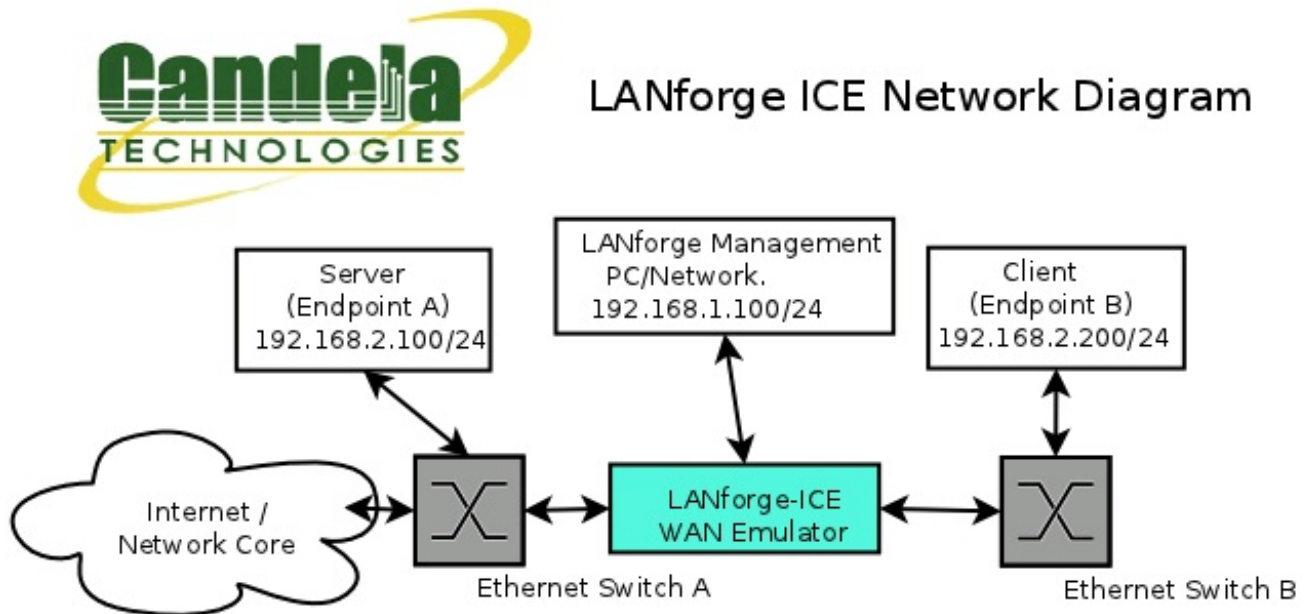 Candela
TECHNOLOGIES
LANforge ICE Network Diagram
Server
(Endpoint A)
192.168.2.100/24
LANforge Management
PC/Network.
192.168.1.100/24
Client
(Endpoint B)
192.168.2.200/24
Internet /
Network Core
LANforge-ICE
WAN Emulator
Ethernet Switch A
Ethernet Switch B